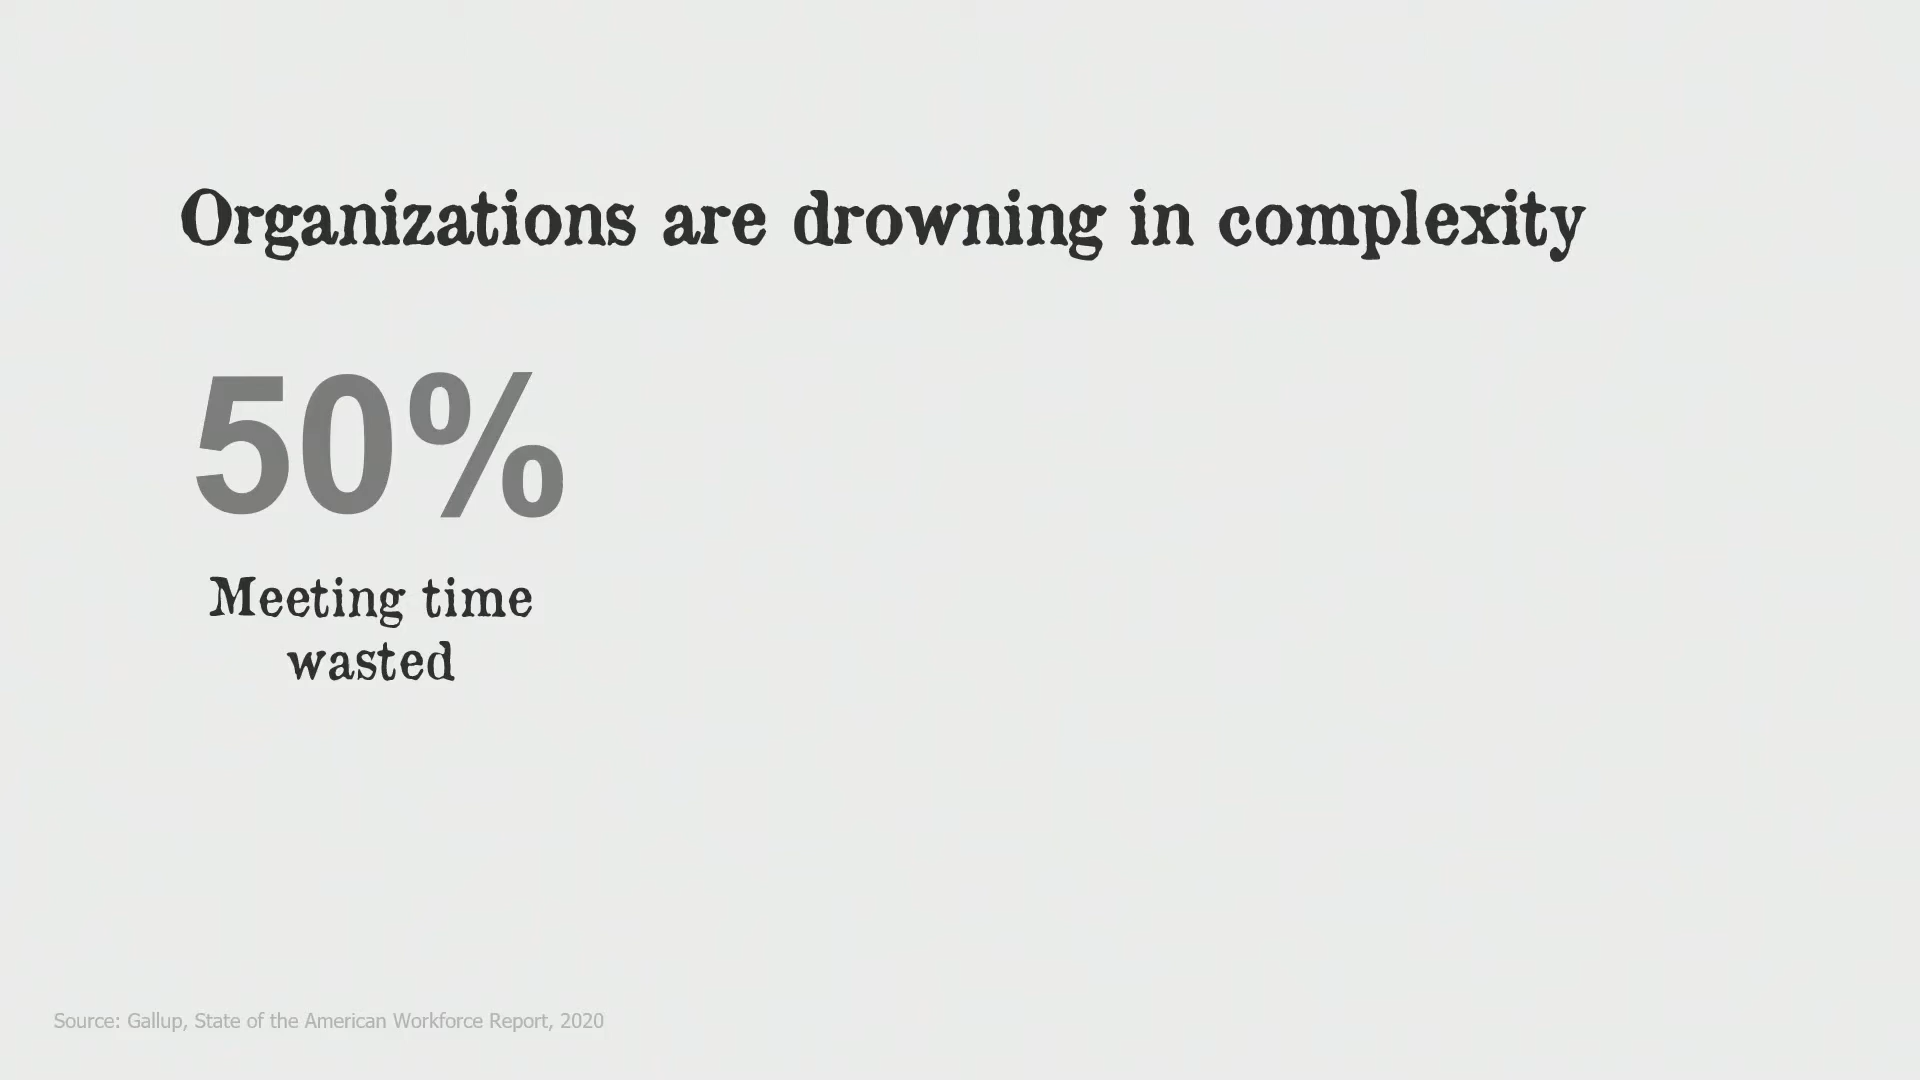 Organizations are drowning in complexity
50%
Meeting time
wasted
Source: Gallup, State of the American Workforce Report, 2020